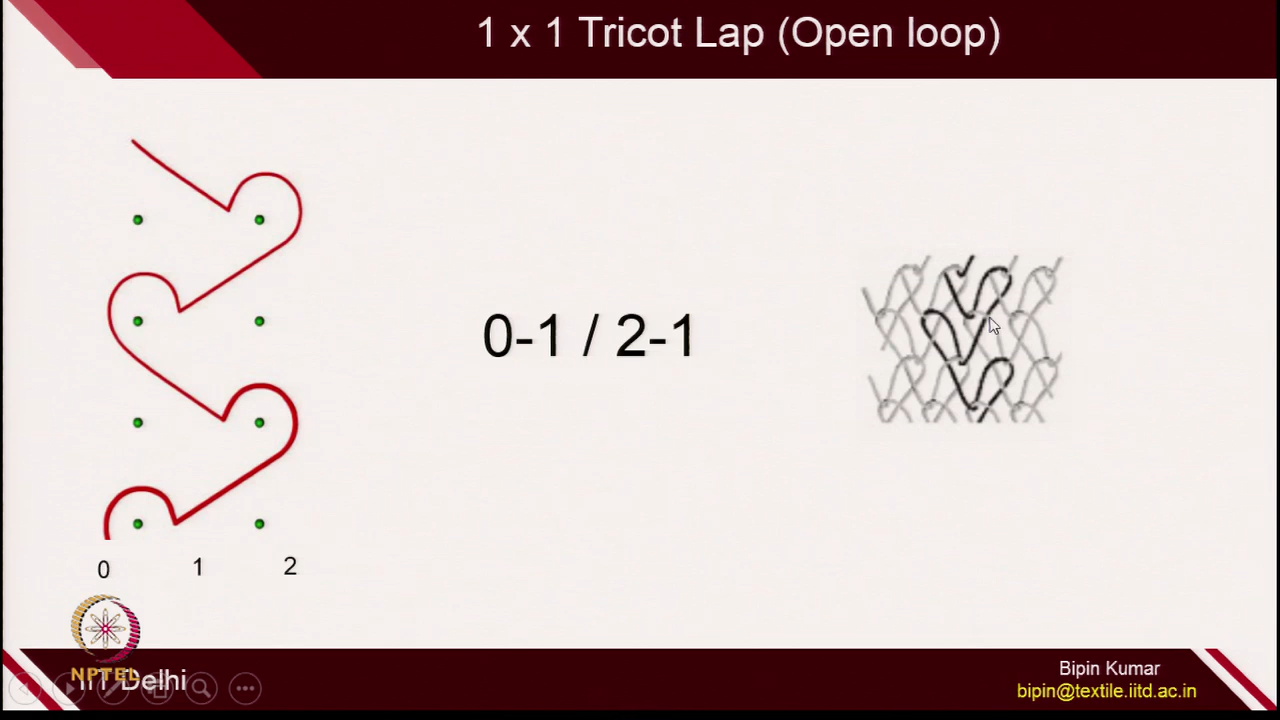 1 x 1 Tricot Lap (Open loop)
0-1 / 2-1
0 1 2
NPTEL
IIT Delhi
Bipin Kumar
bipin@textile.iitd.ac.in